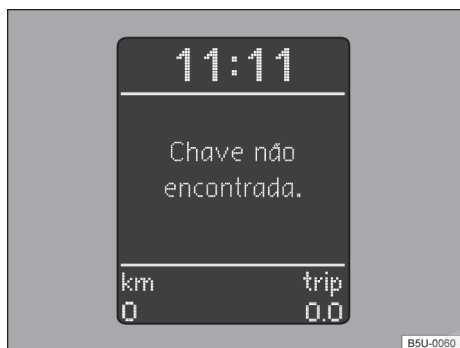 11:11
Chave não
encontrada.
km trip
0 0.0
B5U-0060